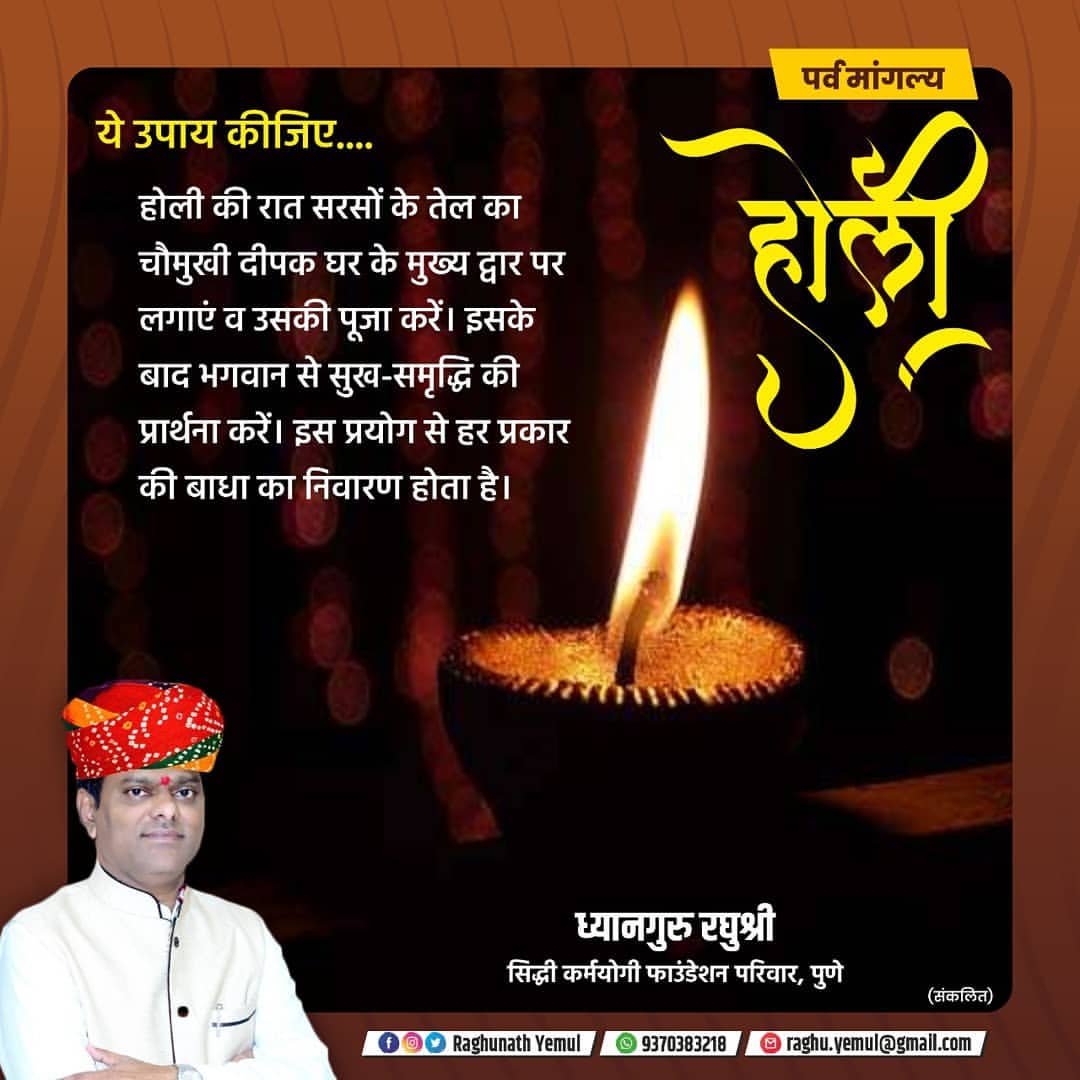 पर्व मांगल्य
होली
ये उपाय कीजिए....
होली की रात सरसों के तेल का
चौमुखी दीपक घर के मुख्य द्वार पर
लगाएं व उसकी पूजा करें। इसके
बाद भगवान से सुख-समृद्धि की
प्रार्थना करें। इस प्रयोग से हर प्रकार
की बाधा का निवारण होता है।
ध्यानगुरु रघुश्री
सिद्धी कर्मयोगी फाउंडेशन परिवार, पुणे
(संकलित)
Raghunath Yemul 9370383218 raghu.yemul@gmail.com